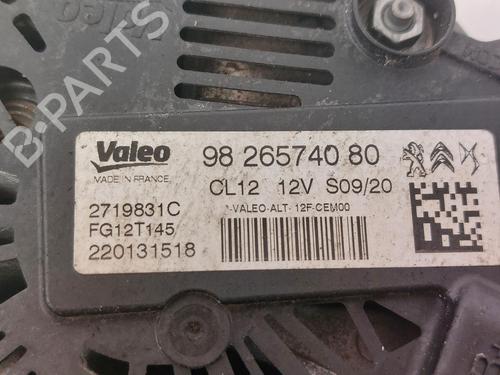 Valeo
B-PARTS
Valeo
98 265740 80
MADE IN FRANCE
CL12 12V S09/20
-VALEO-ALT- 12F-CEM00
2719831C
FG12T145
220131518